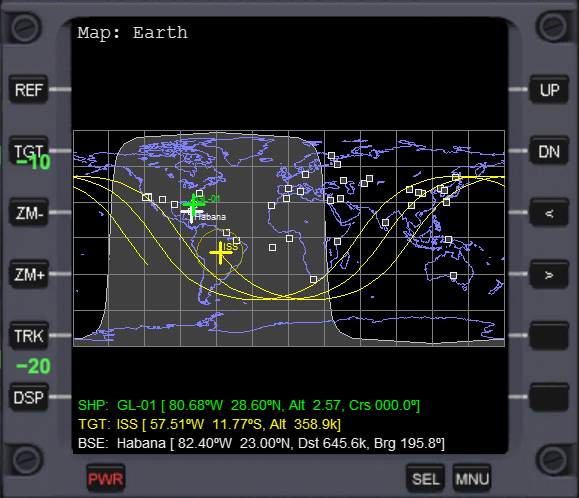 Map: Earth
REF
UP
TGT
-10
DN
GL-01
ZM-
<
Habana
ISS
ZM+
>
TRK
-20
DSP
SHP: GL-01 [ 80.68ºW 28.60ºN, Alt 2.57, Crs 000.0º]
TGT: ISS [ 57.51ºW 11.77ºS, Alt 358.9k]
BSE: Habana [ 82.40ºW 23.00ºN, Dst 645.6k, Brg 195.8º]
PWR
SEL
MNU